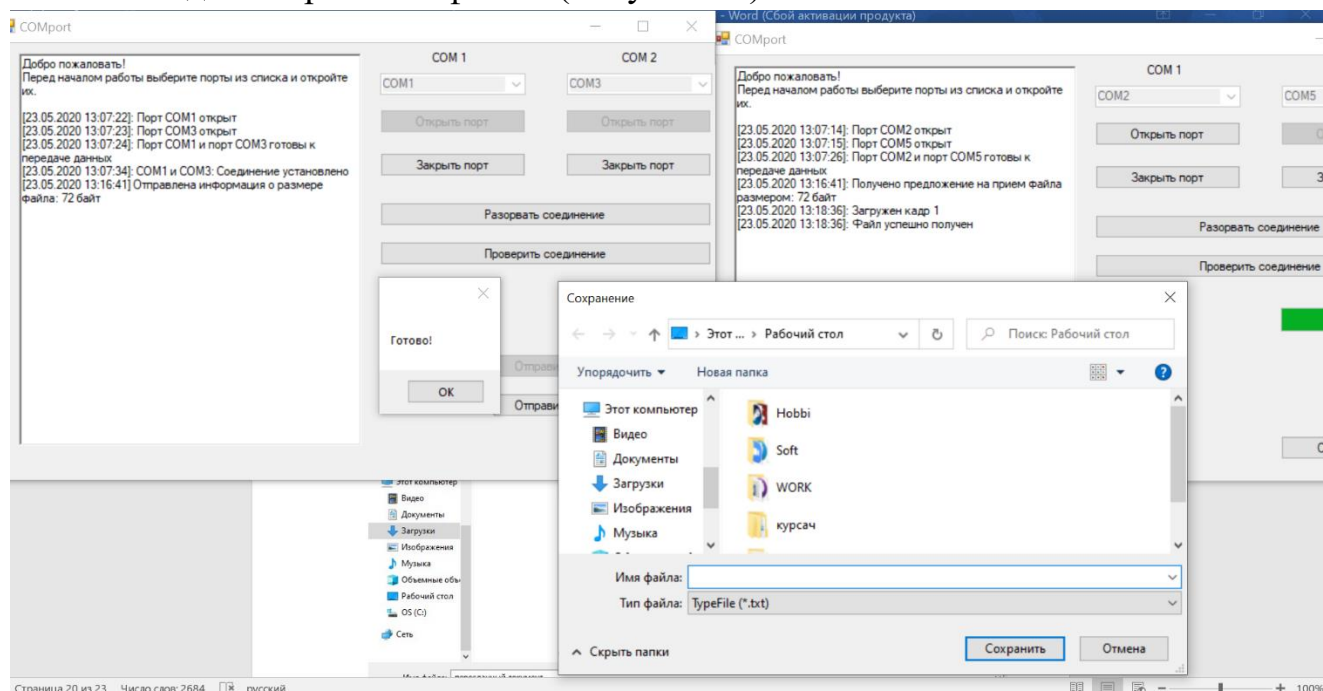 - Word (Сбой активации продукта)
COMport
Добро пожаловать!
Перед началом работы выберите порты из списка и откройте
их.
[23.05.2020 13:07:22]: Порт COM1 открыт
[23.05.2020 13:07:23]: Порт COM3 открыт
[23.05.2020 13:07:24]: Порт COM1 и порт COM3 готовы к
передаче данных
[23.05.2020 13:07:34]: COM1 и COM3: Соединение установлено
[23.05.2020 13:16:41] Отправлена информация о размере
файла: 72 байт
COM 1
COM 2
COM1
COM3
Открыть порт
Открыть порт
Закрыть порт
Закрыть порт
Разорвать соединение
Проверить соединение
Готово!
OK
COMport
Добро пожаловать!
Перед началом работы выберите порты из списка и откройте
их.
[23.05.2020 13:07:14]: Порт COM2 открыт
[23.05.2020 13:07:15]: Порт COM5 открыт
[23.05.2020 13:07:26]: Порт COM2 и порт COM5 готовы к
передаче данных
[23.05.2020 13:16:41]: Получено предложение на прием файла
размером: 72 байт
[23.05.2020 13:18:36]: Загружен кадр 1
[23.05.2020 13:18:36]: Файл успешно получен
COM 1
COM2
COM5
Открыть порт
Закрыть порт
Разорвать соединение
Проверить соединение
Сохранение
Этот ... › Рабочий стол
Поиск: Рабочий стол
Упорядочить
Новая папка
Этот компьютер
Видео
Документы
Загрузки
Изображения
Музыка
Hobbi
Soft
WORK
курсач
Имя файла:
Тип файла: TypeFile (*.txt)
Скрыть папки
Сохранить
Отмена
Этот компьютер
Видео
Документы
Загрузки
Изображения
Музыка
Объемные объ
Рабочий стол
OS (C:)
Сеть
Страница 20 из 23 Число слов: 2684 русский
100%